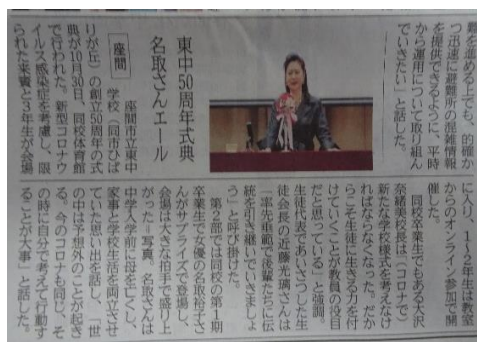 難を進める上でも、的確か
つ迅速に避難所の混雑情報
を提供できるように、平時
から運用について取り組ん
でいきたい」と話した。
東中50周年式典
名取さんエール
座間
座間市立東中
学校(同市ひば
りが丘)の創立50周年の式
典が10月30日、同校体育館
で行われた。新型コロナウ
イルス感染症を考慮し、限
られた来賓と3年生が会場
に入り、1・2年生は教室
からのオンライン参加で開
催した。
同校卒業生でもある大沢
奈緒美校長は「(コロナで)
新たな学校様式を考えなけ
ればならなくなった。だか
らこそ生徒に生きる力を付
けていくことが教員の役目
だと思っている」と強調。
生徒代表であいさつした生
徒会長の近藤光璃さんは
「率先垂範で後輩たちに伝
統を引き継いでいきましょ
う」と呼び掛けた。
第2部では同校の第1期
卒業生で女優の名取裕子さ
んがサプライズで登場し、
会場は大きな拍手で盛り上
がった=写真。名取さんは
中学入学前に母を亡くし、
家事と学校生活を両立させ
ていた思い出を話し、「世
の中は予想外のことが起き
る。今のコロナも同じ、そ
の時に自分で考えて行動す
ることが大事」と話した。